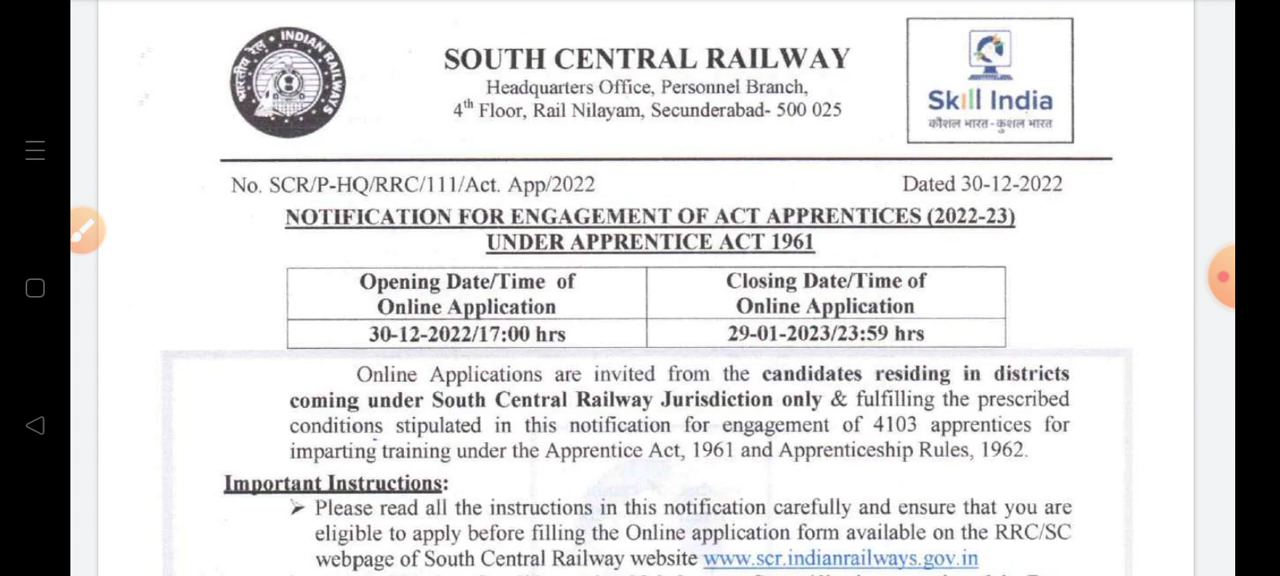 भारतीय रेल • INDIAN RAILWAYS
SOUTH CENTRAL RAILWAY
Headquarters Office, Personnel Branch,
4th Floor, Rail Nilayam, Secunderabad- 500 025
Skill India
कौशल भारत-कुशल भारत
No. SCR/P-HQ/RRC/111/Act. App/2022
Dated 30-12-2022
NOTIFICATION FOR ENGAGEMENT OF ACT APPRENTICES (2022-23)
UNDER APPRENTICE ACT 1961
Opening Date/Time of
Online Application
Closing Date/Time of
Online Application
30-12-2022/17:00 hrs
29-01-2023/23:59 hrs
Online Applications are invited from the candidates residing in districts
coming under South Central Railway Jurisdiction only & fulfilling the prescribed
conditions stipulated in this notification for engagement of 4103 apprentices for
imparting training under the Apprentice Act, 1961 and Apprenticeship Rules, 1962.
Important Instructions:
➢ Please read all the instructions in this notification carefully and ensure that you are
eligible to apply before filling the Online application form available on the RRC/SC
webpage of South Central Railway website www.scr.indianrailways.gov.in